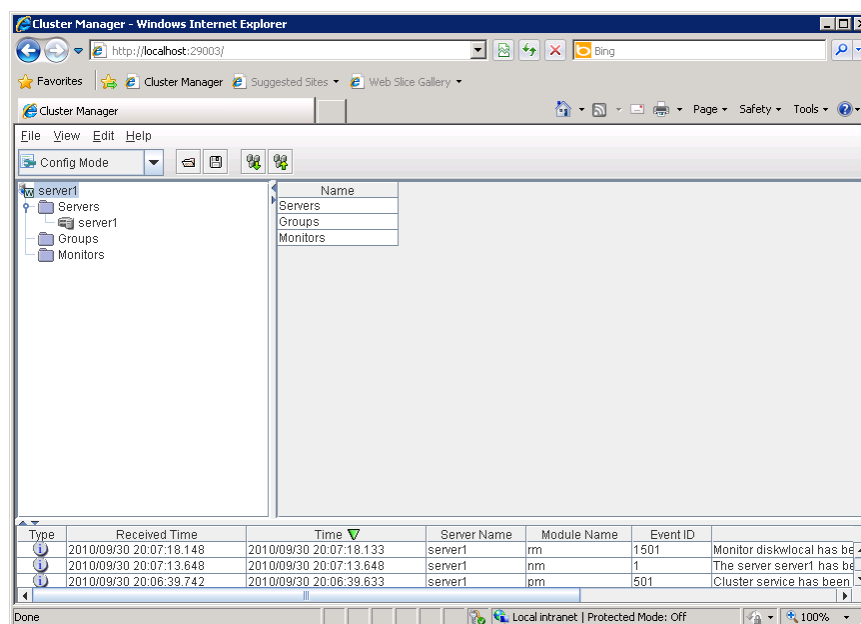 Cluster Manager - Windows Internet Explorer
http://localhost:29003/
Bing
Favorites Cluster Manager Suggested Sites Web Slice Gallery
Cluster Manager Page Safety Tools
File View Edit Help
Config Mode
server1
Servers
server1
Groups
Monitors
Name
Servers
Groups
Monitors
Type Received Time Time Server Name Module Name Event ID
2010/09/30 20:07:18.148 2010/09/30 20:07:18.133 server1 rm 1501 Monitor diskwlocal has be
2010/09/30 20:07:13.648 2010/09/30 20:07:13.648 server1 nm 1 The server server1 has be
2010/09/30 20:06:39.742 2010/09/30 20:06:39.633 server1 pm 501 Cluster service has been
Done Local intranet | Protected Mode: Off 100%